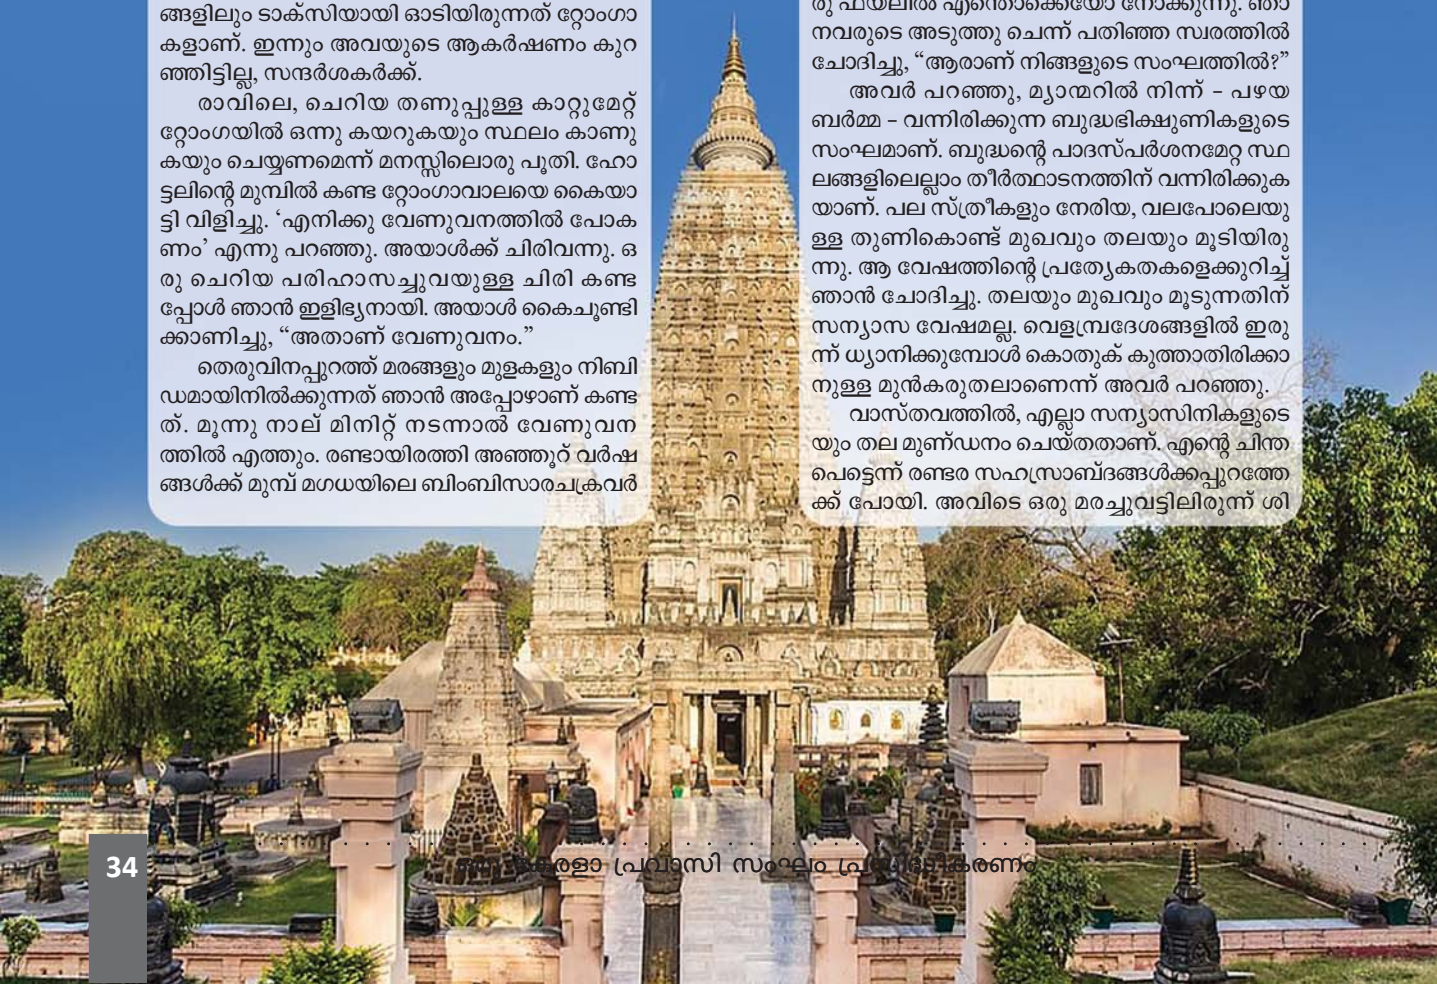 ങ്ങളിലും ടാക്സിയായി ഓടിയിരുന്നത് റ്റോംഗാ
കളാണ്. ഇന്നും അവയുടെ ആകർഷണം കുറ
ഞ്ഞിട്ടില്ല, സന്ദർശകർക്ക്.
രാവിലെ, ചെറിയ തണുപ്പുള്ള കാറ്റുമേറ്റ്
റ്റോംഗയിൽ ഒന്നു കയറുകയും സ്ഥലം കാണു
കയും ചെയ്യണമെന്ന് മനസ്സിലൊരു പൂതി. ഹോ
ട്ടലിന്റെ മുമ്പിൽ കണ്ട റ്റോംഗാവാലയെ കൈയാ
ട്ടി വിളിച്ചു. ‘എനിക്കു വേണുവനത്തിൽ പോക
ണം’ എന്നു പറഞ്ഞു. അയാൾക്ക് ചിരിവന്നു. ഒ
രു ചെറിയ പരിഹാസച്ചുവയുള്ള ചിരി കണ്ട
പ്പോൾ ഞാൻ ഇളിഭ്യനായി. അയാൾ കൈചൂണ്ടി
ക്കാണിച്ചു, “അതാണ് വേണുവനം.”
തെരുവിനപ്പുറത്ത് മരങ്ങളും മുളകളും നിബി
ഡമായിനിൽക്കുന്നത് ഞാൻ അപ്പോഴാണ് കണ്ട
ത്. മൂന്നു നാല് മിനിറ്റ് നടന്നാൽ വേണുവന
ത്തിൽ എത്തും. രണ്ടായിരത്തി അഞ്ഞൂറ് വർഷ
ങ്ങൾക്ക് മുമ്പ് മഗധയിലെ ബിംബിസാരചക്രവർ
രു ഫയലിൽ എന്തൊക്കെയോ നോക്കുന്നു. ഞാ
നവരുടെ അടുത്തു ചെന്ന് പതിഞ്ഞ സ്വരത്തിൽ
ചോദിച്ചു, “ആരാണ് നിങ്ങളുടെ സംഘത്തിൽ?”
അവർ പറഞ്ഞു, മ്യാന്മറിൽ നിന്ന് – പഴയ
ബർമ്മ – വന്നിരിക്കുന്ന ബുദ്ധഭിക്ഷുണികളുടെ
സംഘമാണ്. ബുദ്ധന്റെ പാദസ്പർശനമേറ്റ സ്ഥ
ലങ്ങളിലെല്ലാം തീർത്ഥാടനത്തിന് വന്നിരിക്കുക
യാണ്. പല സ്ത്രീകളും നേരിയ, വലപോലെയു
ള്ള തുണികൊണ്ട് മുഖവും തലയും മൂടിയിരു
ന്നു. ആ വേഷത്തിന്റെ പ്രത്യേകതകളെക്കുറിച്ച്
ഞാൻ ചോദിച്ചു. തലയും മുഖവും മൂടുന്നതിന്
സന്യാസ വേഷമല്ല. വെളമ്പ്രദേശങ്ങളിൽ ഇരു
ന്ന് ധ്യാനിക്കുമ്പോൾ കൊതുക് കുത്താതിരിക്കാ
നുള്ള മുൻകരുതലാണെന്ന് അവർ പറഞ്ഞു.
വാസ്തവത്തിൽ, എല്ലാ സന്യാസിനികളുടെ
യും തല മുണ്ഡനം ചെയ്തതാണ്. എന്റെ ചിന്ത
പെട്ടെന്ന് രണ്ടര സഹസ്രാബ്ദങ്ങൾക്കപ്പുറത്തേ
ക്ക് പോയി. അവിടെ ഒരു മരച്ചുവട്ടിലിരുന്ന് ശി
34
പ്രവാസി സംഘം